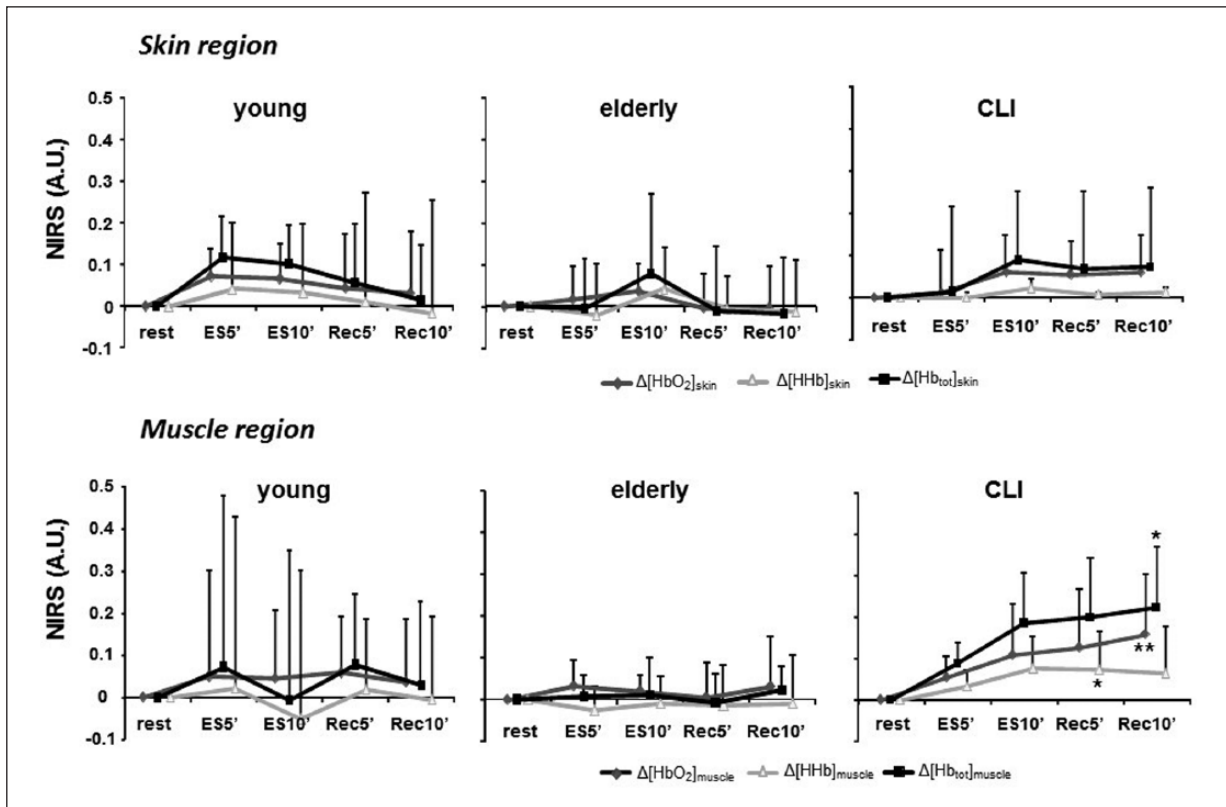 Skin region
young
elderly
CLI
NIRS (A.U.)
0.5
0.4
0.3
0.2
0.1
0
-0.1
rest ES5' ES10' Rec5' Rec10'
rest ES5' ES10' Rec5' Rec10'
rest ES5' ES10' Rec5' Rec10'
Δ[HbO₂]skin Δ[HHb]skin Δ[Hbtot]skin
Muscle region
young
elderly
CLI
NIRS (A.U.)
0.5
0.4
0.3
0.2
0.1
0
-0.1
rest ES5' ES10' Rec5' Rec10'
rest ES5' ES10' Rec5' Rec10'
*
**
*
rest ES5' ES10' Rec5' Rec10'
Δ[HbO₂]muscle Δ[HHb]muscle Δ[Hbtot]muscle